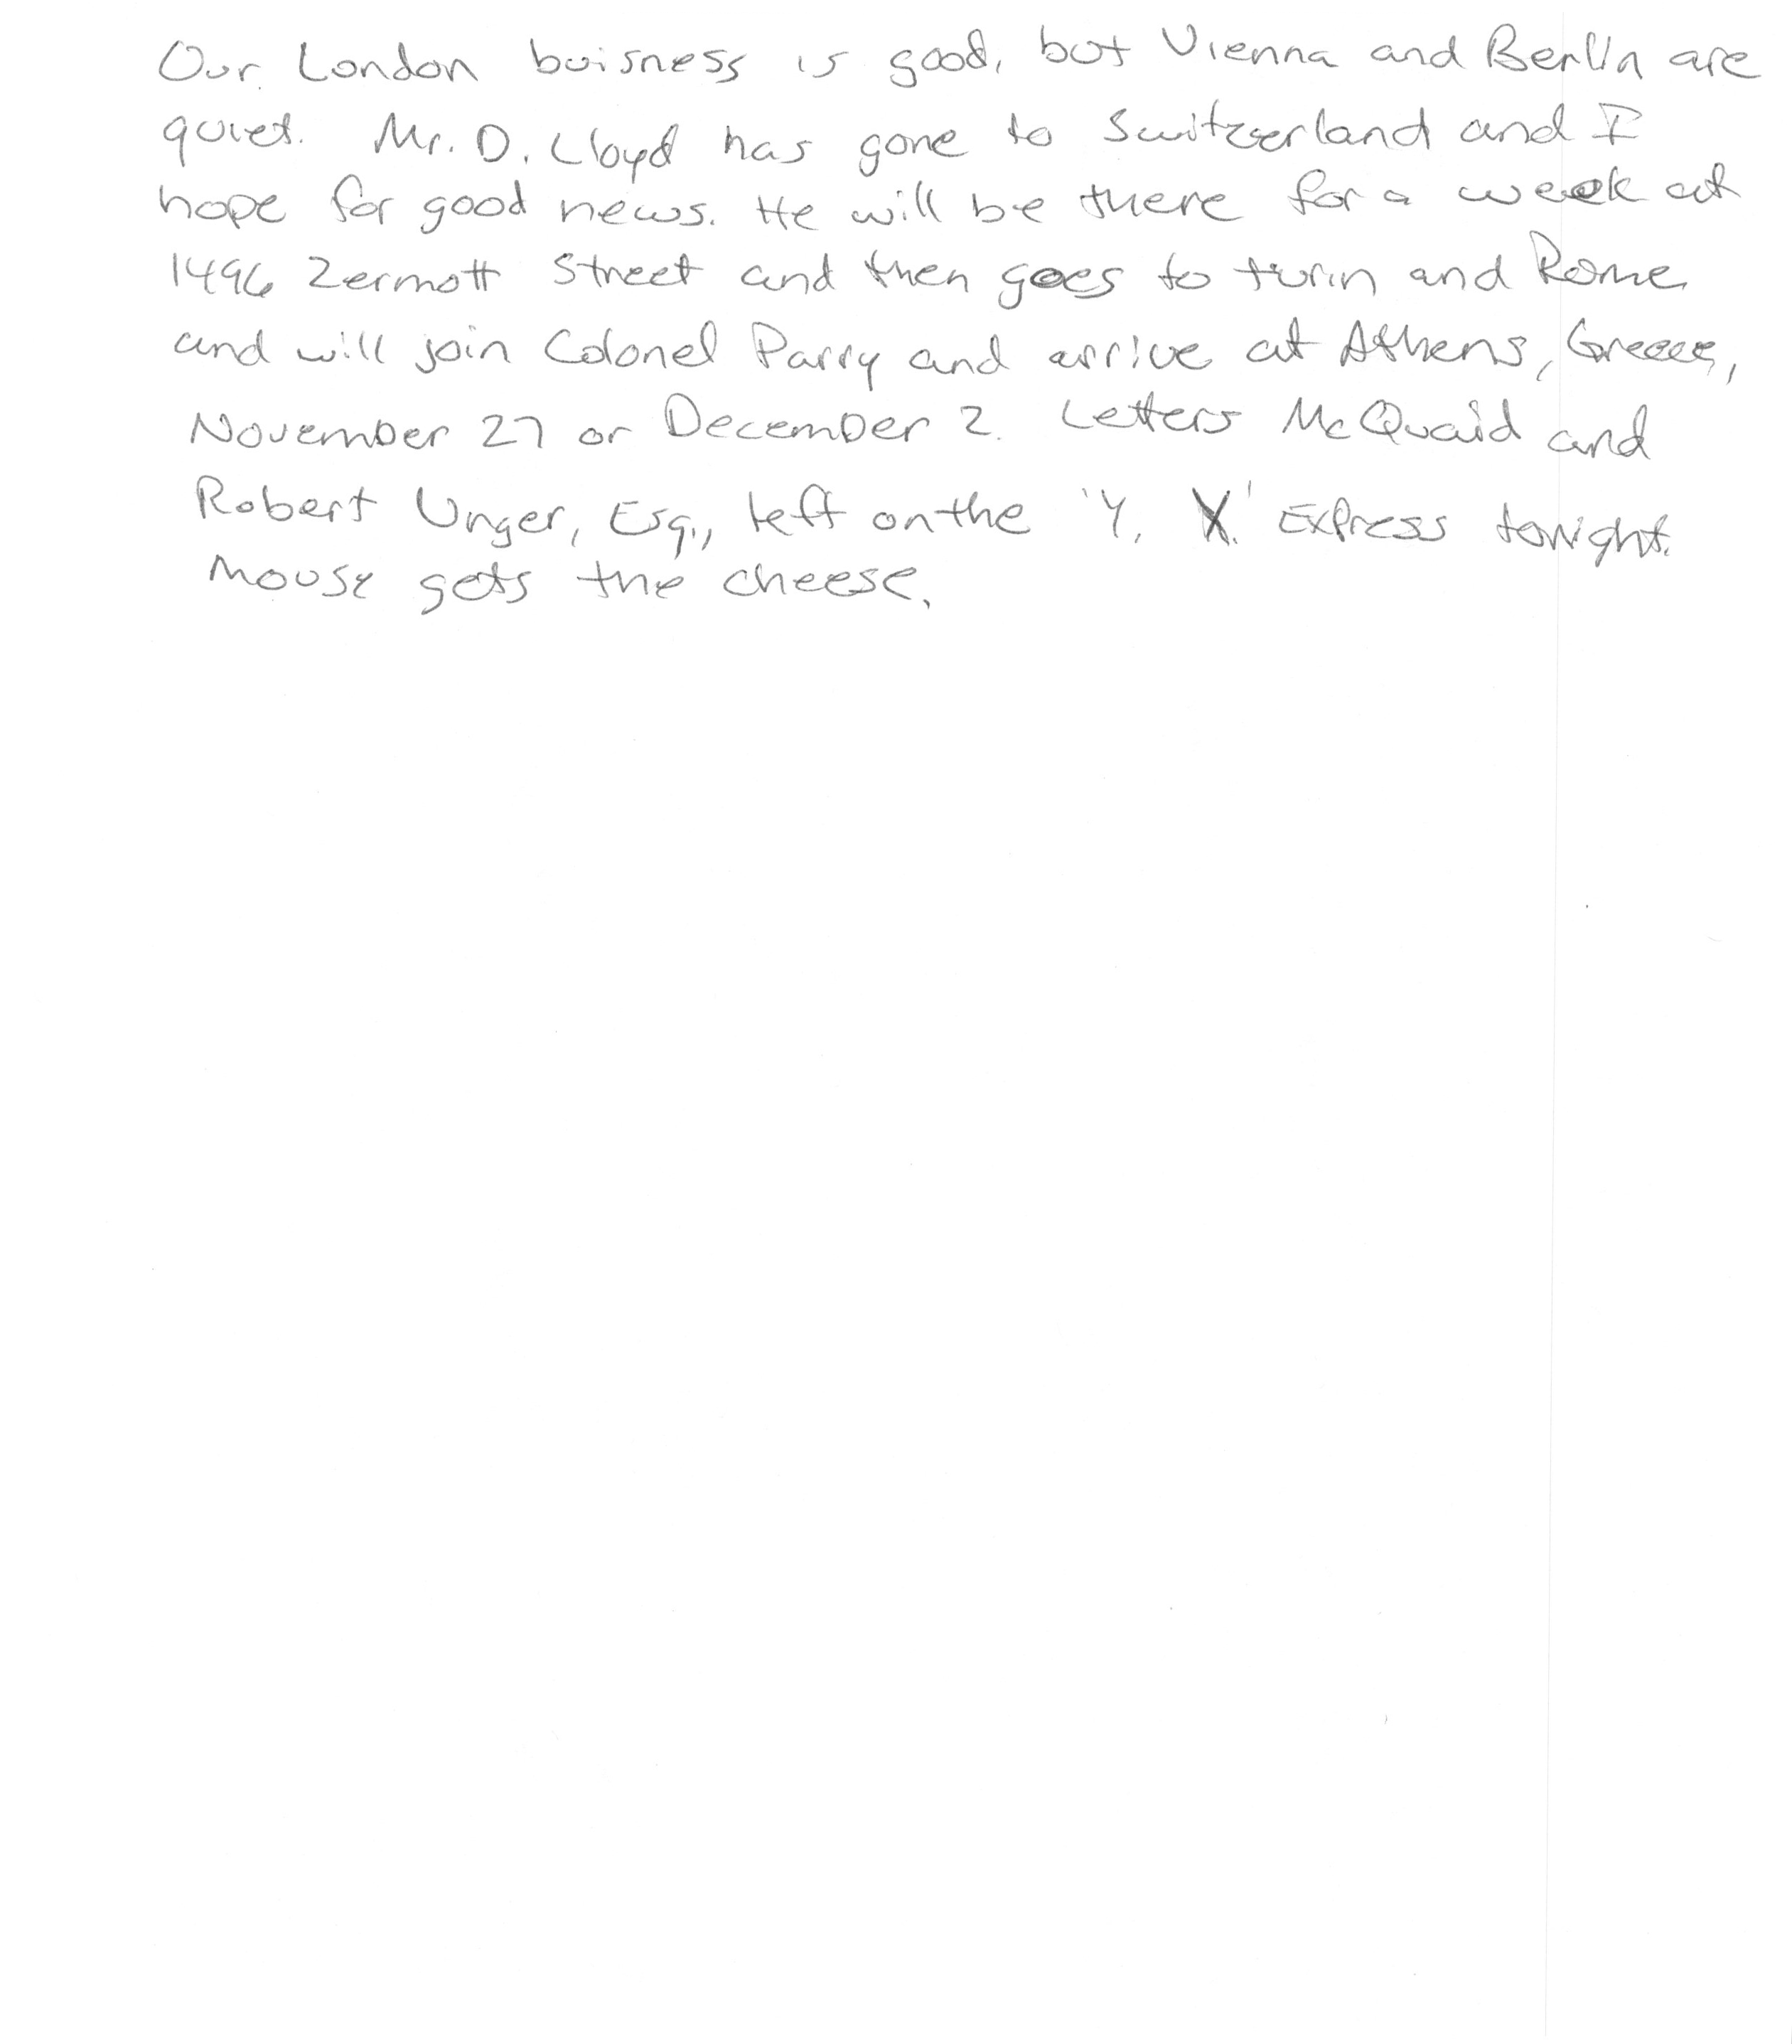 Our London buisness is good, but Vienna and Berlin are
quiet. Mr. D. Lloyd has gone to Switzerland and I
hope for good news. He will be there for a week at
1496 Zermott Street and then goes to turin and Rome
and will join Colonel Parry and arrive at Athens, Greece,
November 27 or December 2. Letters McQuaid and
Robert Unger, Esq., left on the 'Y. X.' Express tonight.
Mouse gets the cheese.